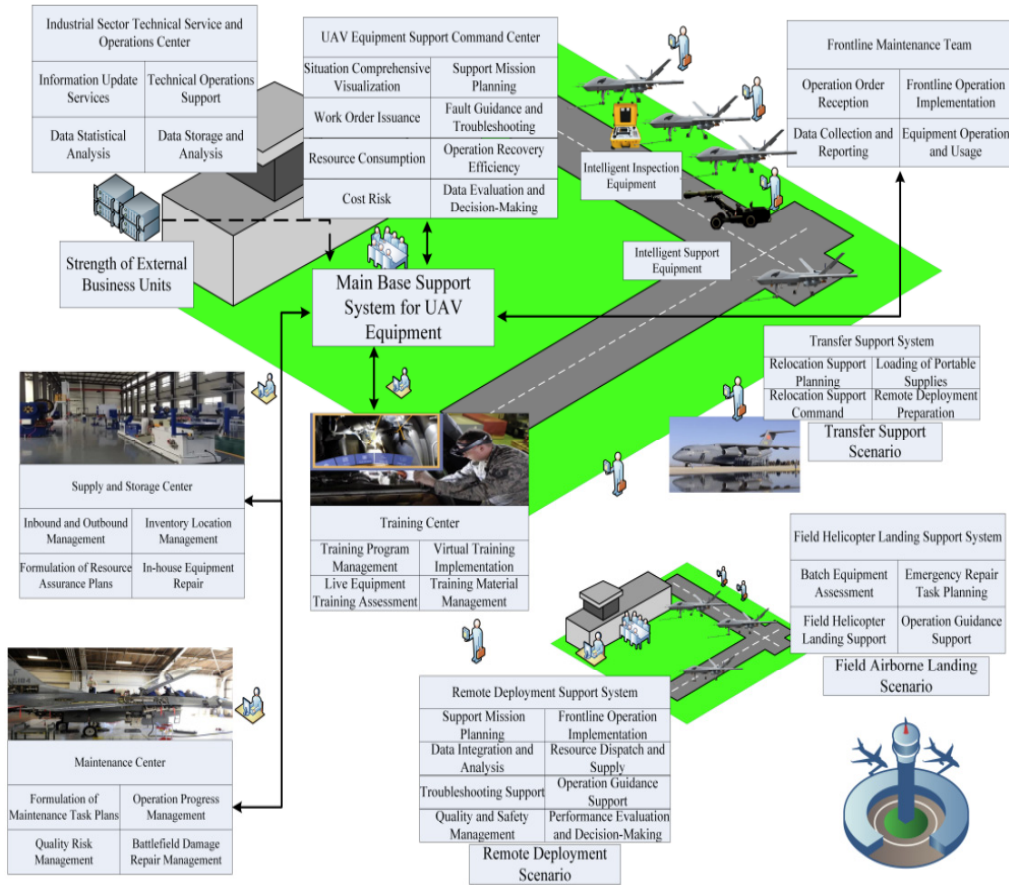 Industrial Sector Technical Service and
Operations Center
Information Update
Services
Technical Operations
Support
Data Statistical
Analysis
Data Storage and
Analysis
Strength of External
Business Units
UAV Equipment Support Command Center
Situation Comprehensive
Visualization
Support Mission
Planning
Work Order Issuance
Fault Guidance and
Troubleshooting
Resource Consumption
Operation Recovery
Efficiency
Cost Risk
Data Evaluation and
Decision-Making
Main Base Support
System for UAV
Equipment
Intelligent Inspection
Equipment
Intelligent Support
Equipment
Frontline Maintenance Team
Operation Order
Reception
Frontline Operation
Implementation
Data Collection and
Reporting
Equipment Operation
and Usage
Transfer Support System
Relocation Support
Planning
Loading of Portable
Supplies
Relocation Support
Command
Remote Deployment
Preparation
Transfer Support
Scenario
Supply and Storage Center
Inbound and Outbound
Management
Inventory Location
Management
Formulation of Resource
Assurance Plans
In-house Equipment
Repair
Training Center
Training Program
Management
Virtual Training
Implementation
Live Equipment
Training Assessment
Training Material
Management
Field Helicopter Landing Support System
Batch Equipment
Assessment
Emergency Repair
Task Planning
Field Helicopter
Landing Support
Operation Guidance
Support
Field Airborne Landing
Scenario
Maintenance Center
Formulation of
Maintenance Task Plans
Operation Progress
Management
Quality Risk
Management
Battlefield Damage
Repair Management
Remote Deployment Support System
Support Mission
Planning
Frontline Operation
Implementation
Data Integration and
Analysis
Resource Dispatch and
Supply
Troubleshooting Support
Operation Guidance
Support
Quality and Safety
Management
Performance Evaluation
and Decision-Making
Remote Deployment
Scenario